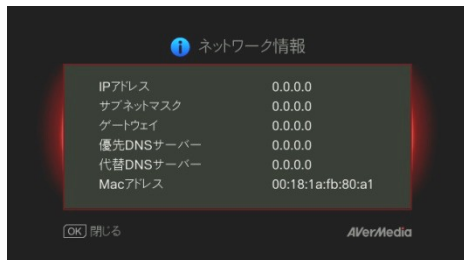 ネットワーク情報
IPアドレス 0.0.0.0
サブネットマスク 0.0.0.0
ゲートウェイ 0.0.0.0
優先DNSサーバー 0.0.0.0
代替DNSサーバー 0.0.0.0
Macアドレス 00:18:1a:fb:80:a1
OK 閉じる AVerMedia